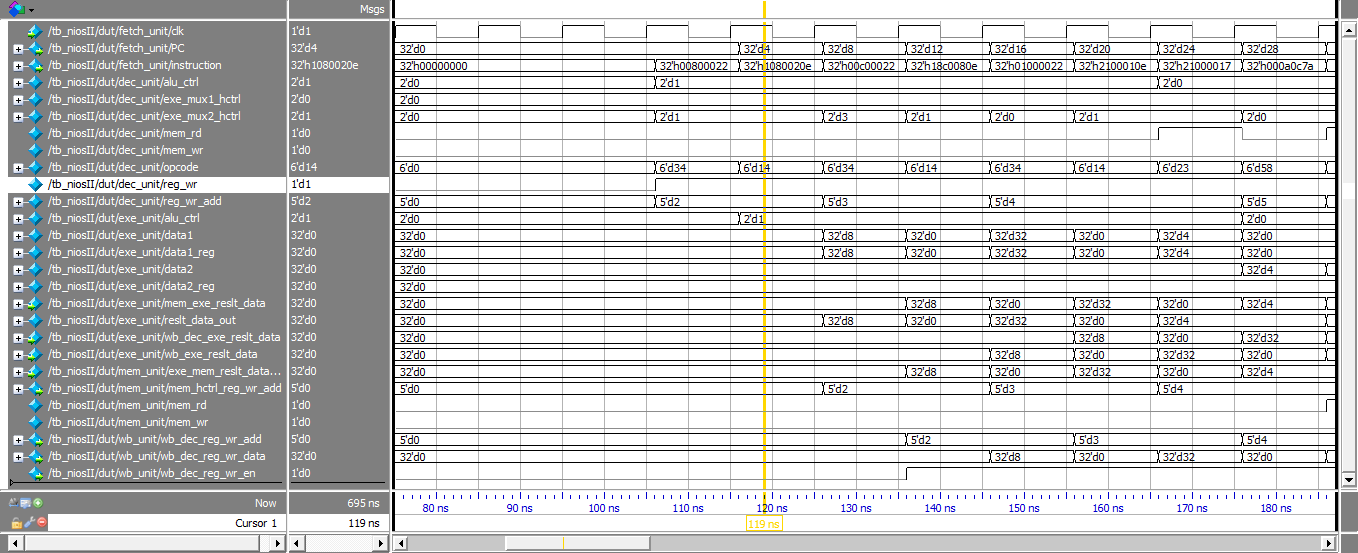 Msgs
/tb_niosII/dut/fetch_unit/clk 1'd1
/tb_niosII/dut/fetch_unit/PC 32'd4 32'd0 32'd4 32'd8 32'd12 32'd16 32'd20 32'd24 32'd28
/tb_niosII/dut/fetch_unit/instruction 32'h1080020e 32'h00000000 32'h00800022 32'h1080020e 32'h00c00022 32'h18c0080e 32'h01000022 32'h2100010e 32'h21000017 32'h000a0c7a
/tb_niosII/dut/dec_unit/alu_ctrl 2'd1 2'd0 2'd1 2'd0
/tb_niosII/dut/dec_unit/exe_mux1_hctrl 2'd0 2'd0
/tb_niosII/dut/dec_unit/exe_mux2_hctrl 2'd1 2'd0 2'd1 2'd3 2'd1 2'd0 2'd1 2'd0
/tb_niosII/dut/dec_unit/mem_rd 1'd0
/tb_niosII/dut/dec_unit/mem_wr 1'd0
/tb_niosII/dut/dec_unit/opcode 6'd14 6'd0 6'd34 6'd14 6'd34 6'd14 6'd34 6'd14 6'd23 6'd58
/tb_niosII/dut/dec_unit/reg_wr 1'd1
/tb_niosII/dut/dec_unit/reg_wr_add 5'd2 5'd0 5'd2 5'd3 5'd4 5'd5
/tb_niosII/dut/exe_unit/alu_ctrl 2'd1 2'd0 2'd1 2'd0
/tb_niosII/dut/exe_unit/data1 32'd0 32'd0 32'd8 32'd0 32'd32 32'd0 32'd4 32'd0
/tb_niosII/dut/exe_unit/data1_reg 32'd0 32'd0 32'd8 32'd0 32'd32 32'd0 32'd4 32'd0
/tb_niosII/dut/exe_unit/data2 32'd0 32'd0 32'd4
/tb_niosII/dut/exe_unit/data2_reg 32'd0 32'd0
/tb_niosII/dut/exe_unit/mem_exe_reslt_data 32'd0 32'd0 32'd8 32'd0 32'd32 32'd0 32'd4
/tb_niosII/dut/exe_unit/reslt_data_out 32'd0 32'd0 32'd8 32'd0 32'd32 32'd0 32'd4
/tb_niosII/dut/exe_unit/wb_dec_exe_reslt_data 32'd0 32'd0 32'd8 32'd0 32'd32
/tb_niosII/dut/exe_unit/wb_exe_reslt_data 32'd0 32'd0 32'd8 32'd0 32'd32 32'd0
/tb_niosII/dut/mem_unit/exe_mem_reslt_data... 32'd0 32'd0 32'd8 32'd0 32'd32 32'd0 32'd4
/tb_niosII/dut/mem_unit/mem_hctrl_reg_wr_add 5'd0 5'd0 5'd2 5'd3 5'd4
/tb_niosII/dut/mem_unit/mem_rd 1'd0
/tb_niosII/dut/mem_unit/mem_wr 1'd0
/tb_niosII/dut/wb_unit/wb_dec_reg_wr_add 5'd0 5'd0 5'd2 5'd3 5'd4
/tb_niosII/dut/wb_unit/wb_dec_reg_wr_data 32'd0 32'd0 32'd8 32'd0 32'd32 32'd0
/tb_niosII/dut/wb_unit/wb_dec_reg_wr_en 1'd0
Now 695 ns 80 ns 90 ns 100 ns 110 ns 120 ns 130 ns 140 ns 150 ns 160 ns 170 ns 180 ns
Cursor 1 119 ns 119 ns